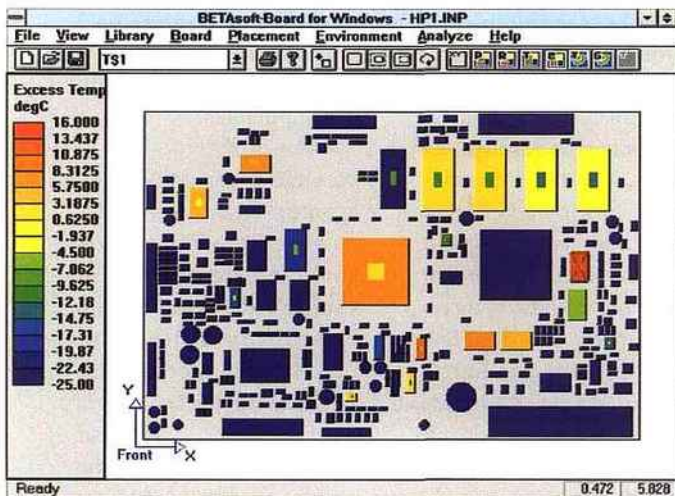 BETAsoft-Board for Windows - HP1.INP
File View Library Board Placement Environment Analyze Help
TS1
Excess Temp
degC
16.000
13.437
10.875
8.3125
5.7500
3.1875
0.6250
-1.937
-4.500
-7.062
-9.625
-12.18
-14.75
-17.31
-19.87
-22.43
-25.00
Y
Front
X
Ready 0.472 5.828